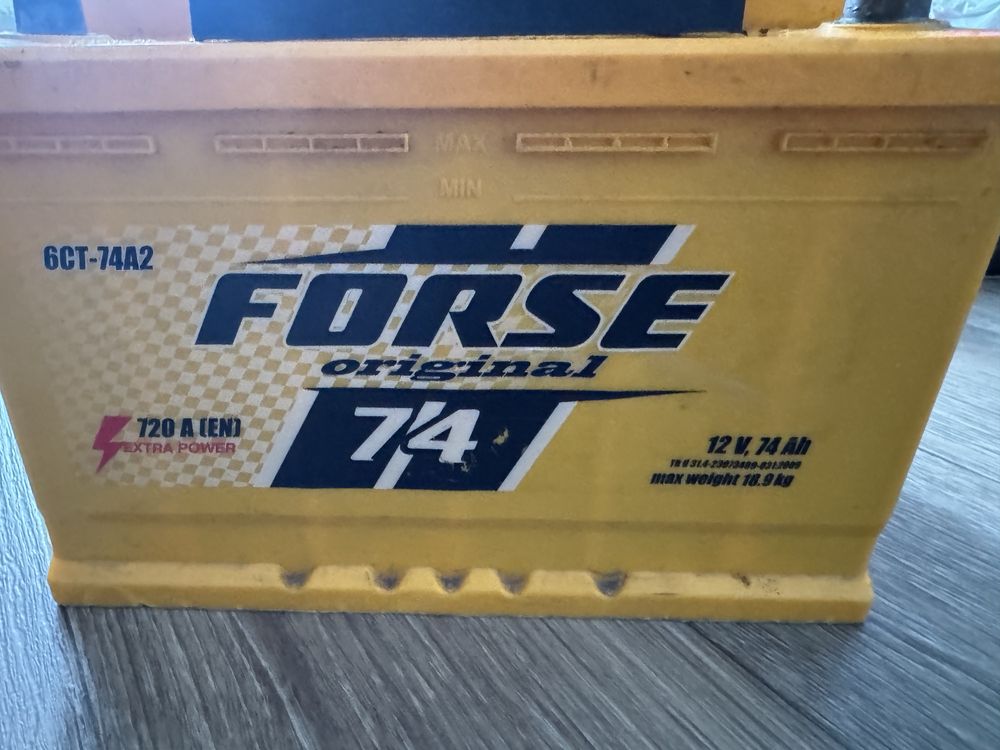 MAX
MIN
6CT-74A2
FORSE
original
74
720 A (EN)
EXTRA POWER
12 V, 74 Ah
max weight 18.9 kg